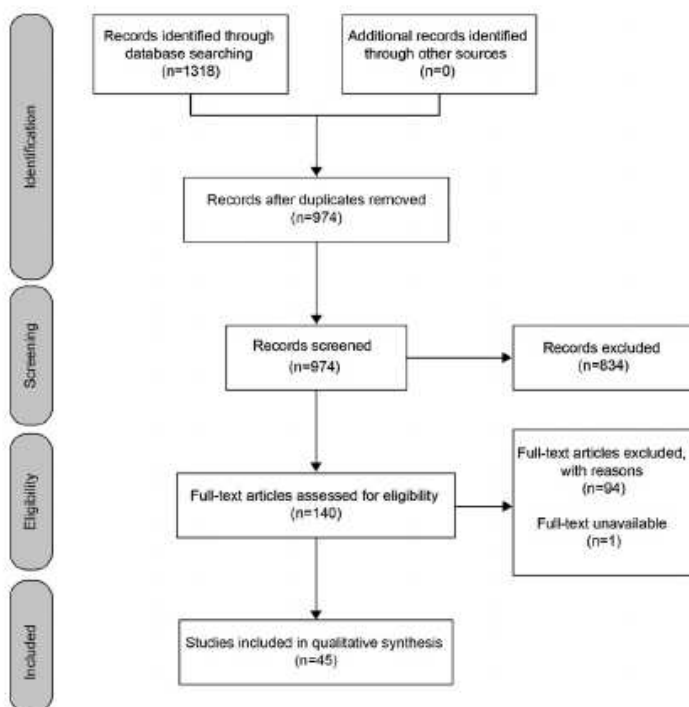 Identification
Records identified through
database searching
(n=1318)
Additional records identified
through other sources
(n=0)
Records after duplicates removed
(n=974)
Screening
Records screened
(n=974)
Records excluded
(n=834)
Eligibility
Full-text articles assessed for eligibility
(n=140)
Full-text articles excluded,
with reasons
(n=94)
Full-text unavailable
(n=1)
Included
Studies included in qualitative synthesis
(n=45)